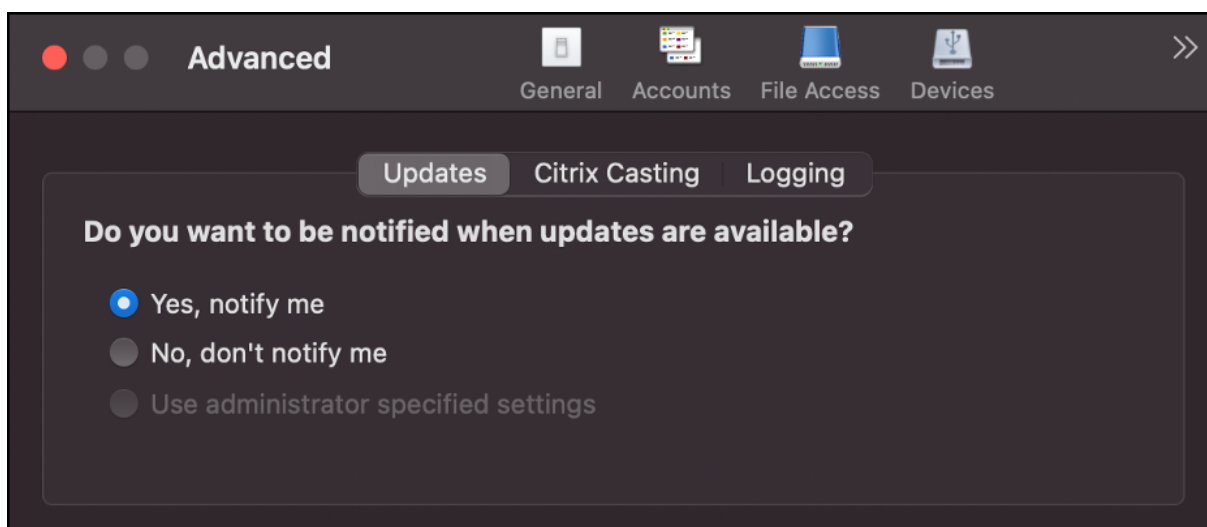 Advanced
General Accounts File Access Devices
Updates Citrix Casting Logging
Do you want to be notified when updates are available?
Yes, notify me
No, don't notify me
Use administrator specified settings